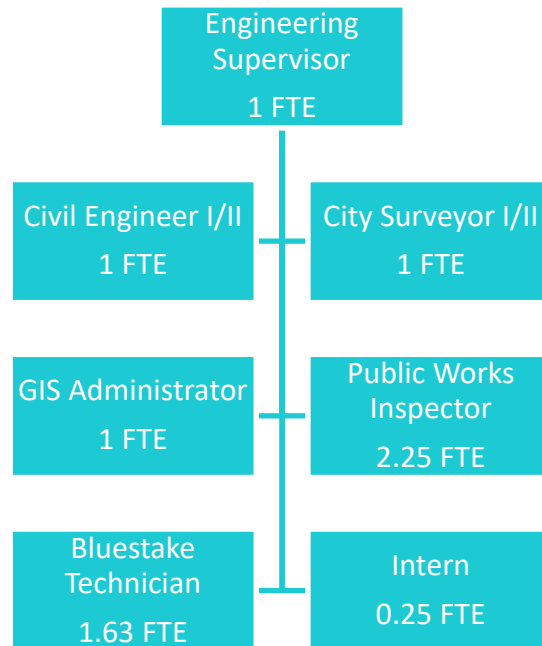 Engineering
Supervisor
1 FTE
Civil Engineer I/II
1 FTE
City Surveyor I/II
1 FTE
GIS Administrator
1 FTE
Public Works
Inspector
2.25 FTE
Bluestake
Technician
1.63 FTE
Intern
0.25 FTE